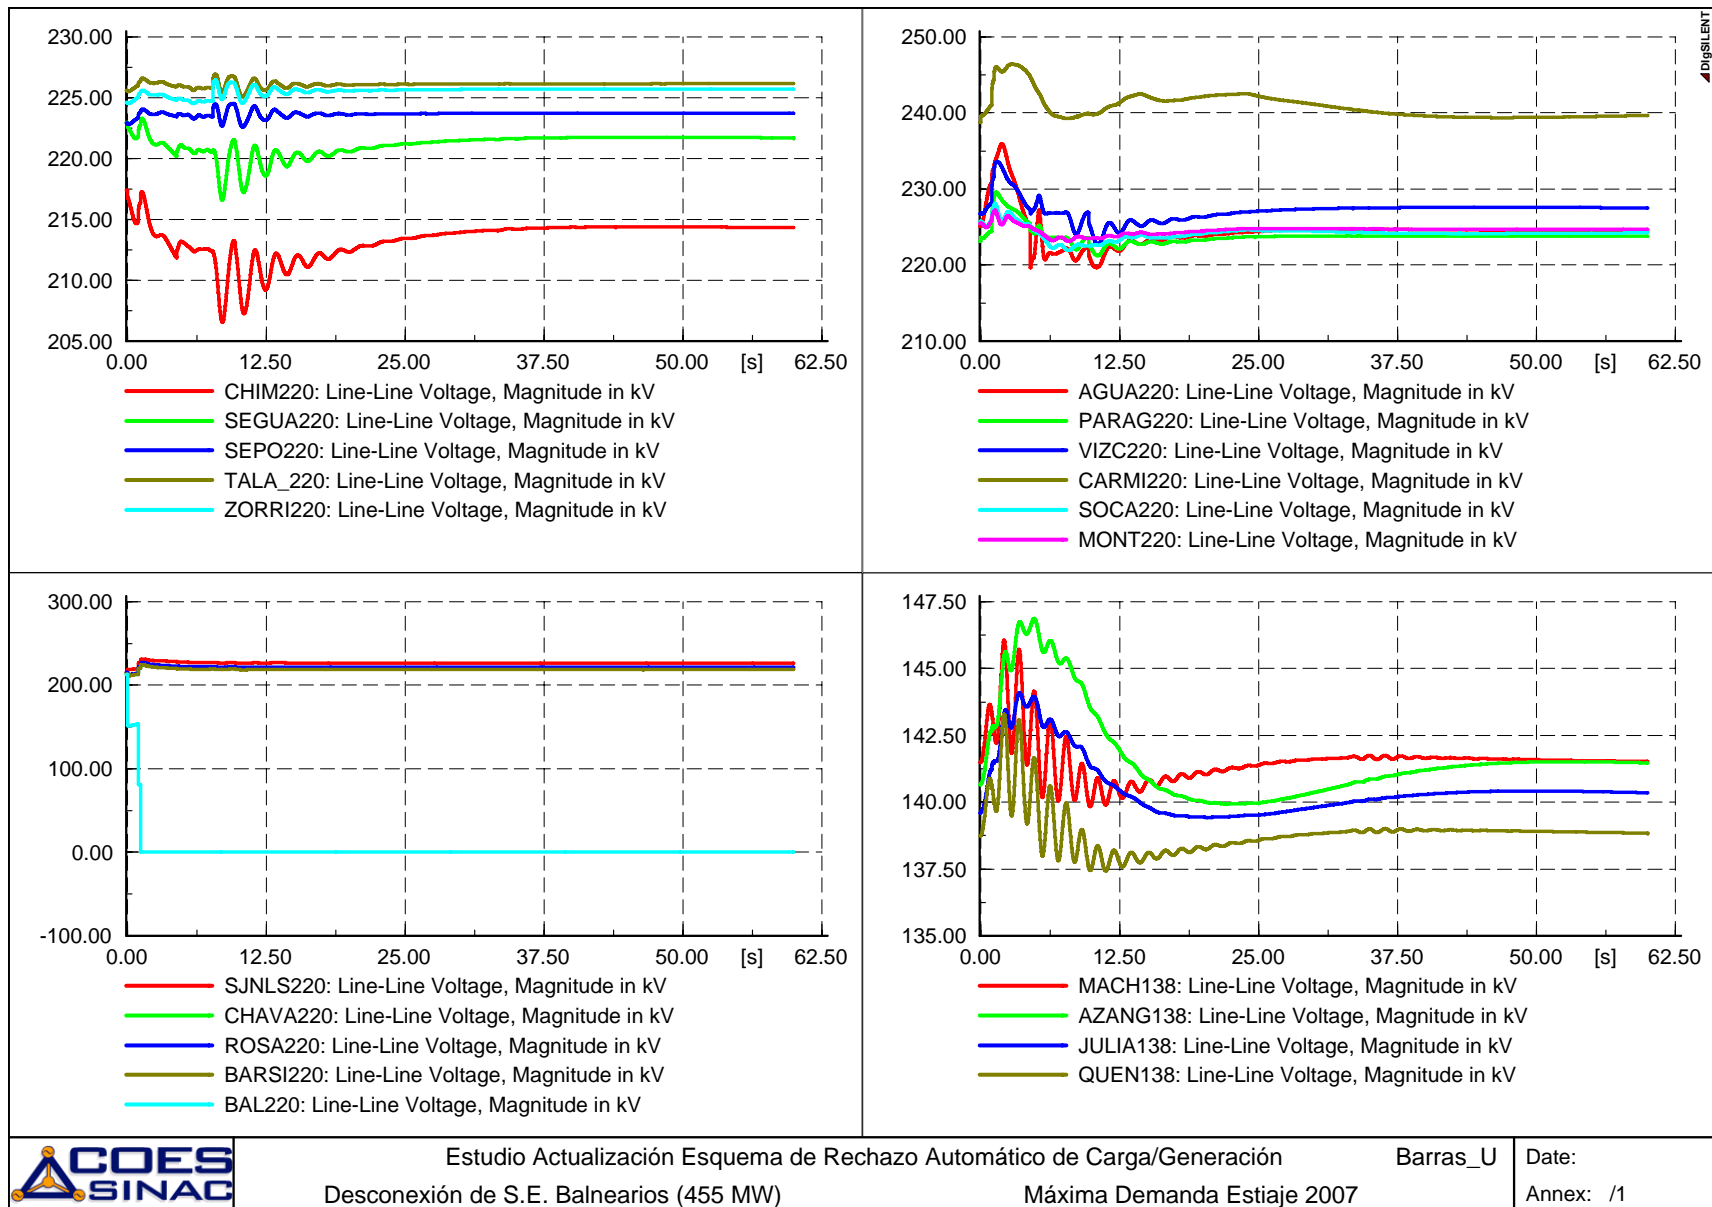 DIgSILENT
230.00
225.00
220.00
215.00
210.00
205.00
0.00 12.50 25.00 37.50 50.00 [s] 62.50
CHIM220: Line-Line Voltage, Magnitude in kV
SEGUA220: Line-Line Voltage, Magnitude in kV
SEPO220: Line-Line Voltage, Magnitude in kV
TALA_220: Line-Line Voltage, Magnitude in kV
ZORRI220: Line-Line Voltage, Magnitude in kV
250.00
240.00
230.00
220.00
210.00
0.00 12.50 25.00 37.50 50.00 [s] 62.50
AGUA220: Line-Line Voltage, Magnitude in kV
PARAG220: Line-Line Voltage, Magnitude in kV
VIZC220: Line-Line Voltage, Magnitude in kV
CARMI220: Line-Line Voltage, Magnitude in kV
SOCA220: Line-Line Voltage, Magnitude in kV
MONT220: Line-Line Voltage, Magnitude in kV
300.00
200.00
100.00
0.00
-100.00
0.00 12.50 25.00 37.50 50.00 [s] 62.50
SJNLS220: Line-Line Voltage, Magnitude in kV
CHAVA220: Line-Line Voltage, Magnitude in kV
ROSA220: Line-Line Voltage, Magnitude in kV
BARSI220: Line-Line Voltage, Magnitude in kV
BAL220: Line-Line Voltage, Magnitude in kV
147.50
145.00
142.50
140.00
137.50
135.00
0.00 12.50 25.00 37.50 50.00 [s] 62.50
MACH138: Line-Line Voltage, Magnitude in kV
AZANG138: Line-Line Voltage, Magnitude in kV
JULIA138: Line-Line Voltage, Magnitude in kV
QUEN138: Line-Line Voltage, Magnitude in kV
COES
SINAC
Estudio Actualización Esquema de Rechazo Automático de Carga/Generación Barras_U
Desconexión de S.E. Balnearios (455 MW) Máxima Demanda Estiaje 2007
Date:
Annex: /1